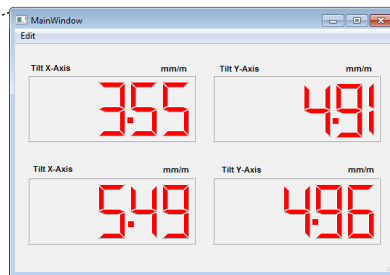 MainWindow
Edit
Tilt X-Axis mm/m Tilt Y-Axis mm/m
3.55 4.91
Tilt X-Axis mm/m Tilt Y-Axis mm/m
5.49 4.96